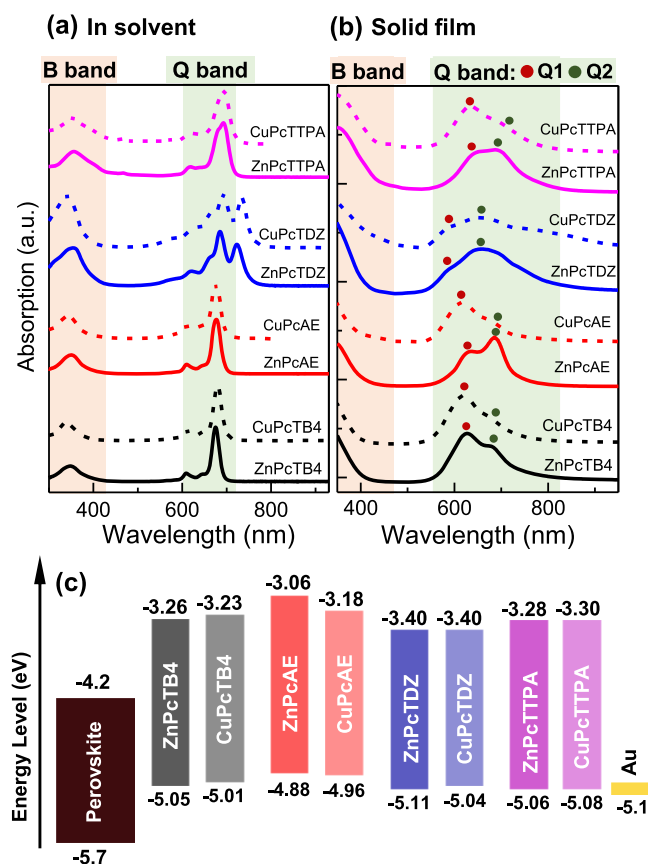 (a) In solvent
(b) Solid film
B band
Q band
B band
Q band: Q1 Q2
Absorption (a.u.)
CuPcTTPA
ZnPcTTPA
CuPcTDZ
ZnPcTDZ
CuPcAE
ZnPcAE
CuPcTB4
ZnPcTB4
CuPcTTPA
ZnPcTTPA
CuPcTDZ
ZnPcTDZ
CuPcAE
ZnPcAE
CuPcTB4
ZnPcTB4
400 600 800
400 600 800
Wavelength (nm)
Wavelength (nm)
(c)
Energy Level (eV)
-4.2
Perovskite
-5.7
-3.26
ZnPcTB4
-5.05
-3.23
CuPcTB4
-5.01
-3.06
ZnPcAE
-4.88
-3.18
CuPcAE
-4.96
-3.40
ZnPcTDZ
-5.11
-3.40
CuPcTDZ
-5.04
-3.28
ZnPcTTPA
-5.06
-3.30
CuPcTTPA
-5.08
Au
-5.1